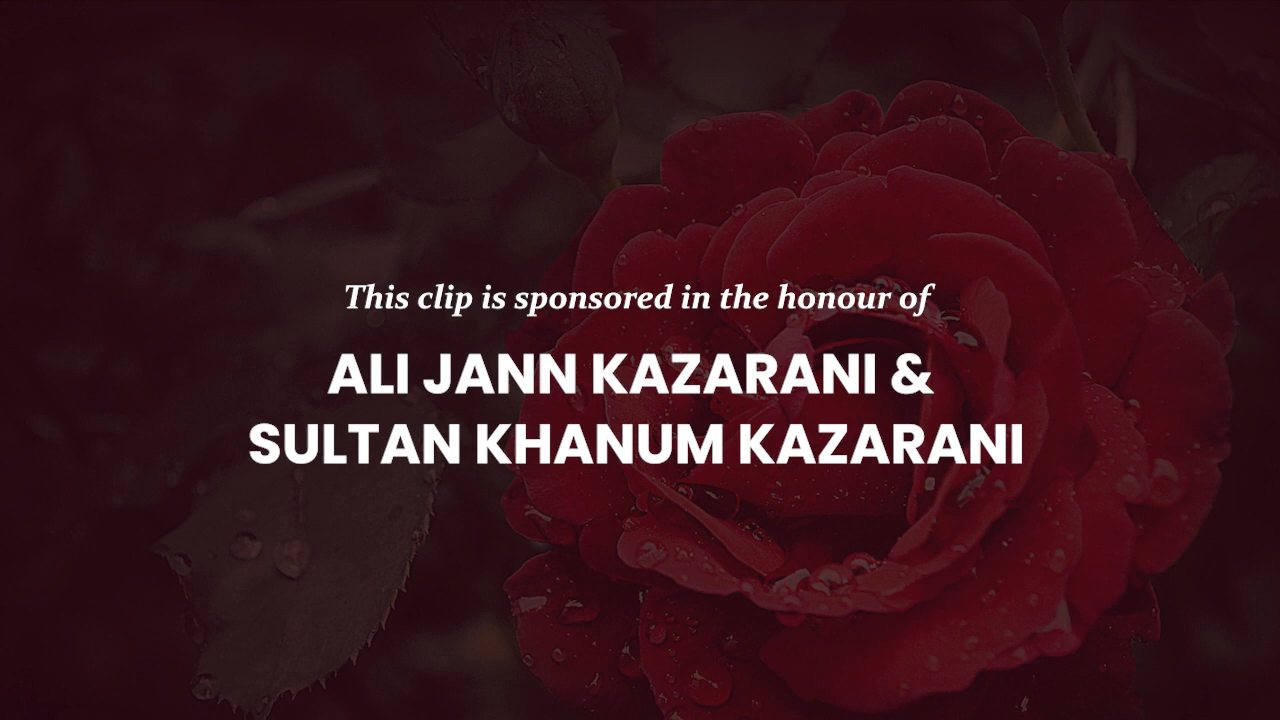 This clip is sponsored in the honour of
ALI JANN KAZARANI &
SULTAN KHANUM KAZARANI